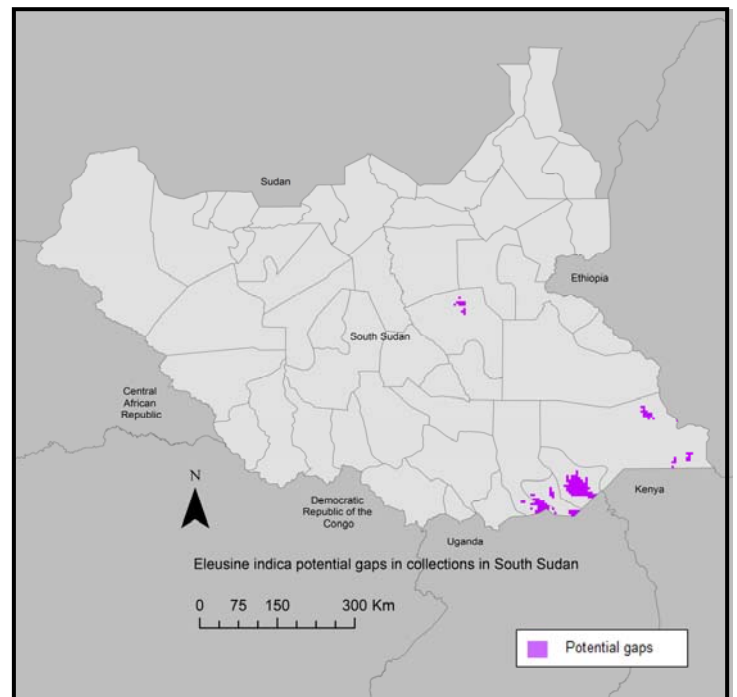 Sudan
Ethiopia
South Sudan
Central
African
Republic
N
Kenya
Democratic
Republic of the
Congo
Uganda
Eleusine indica potential gaps in collections in South Sudan
0 75 150 300 Km
Potential gaps